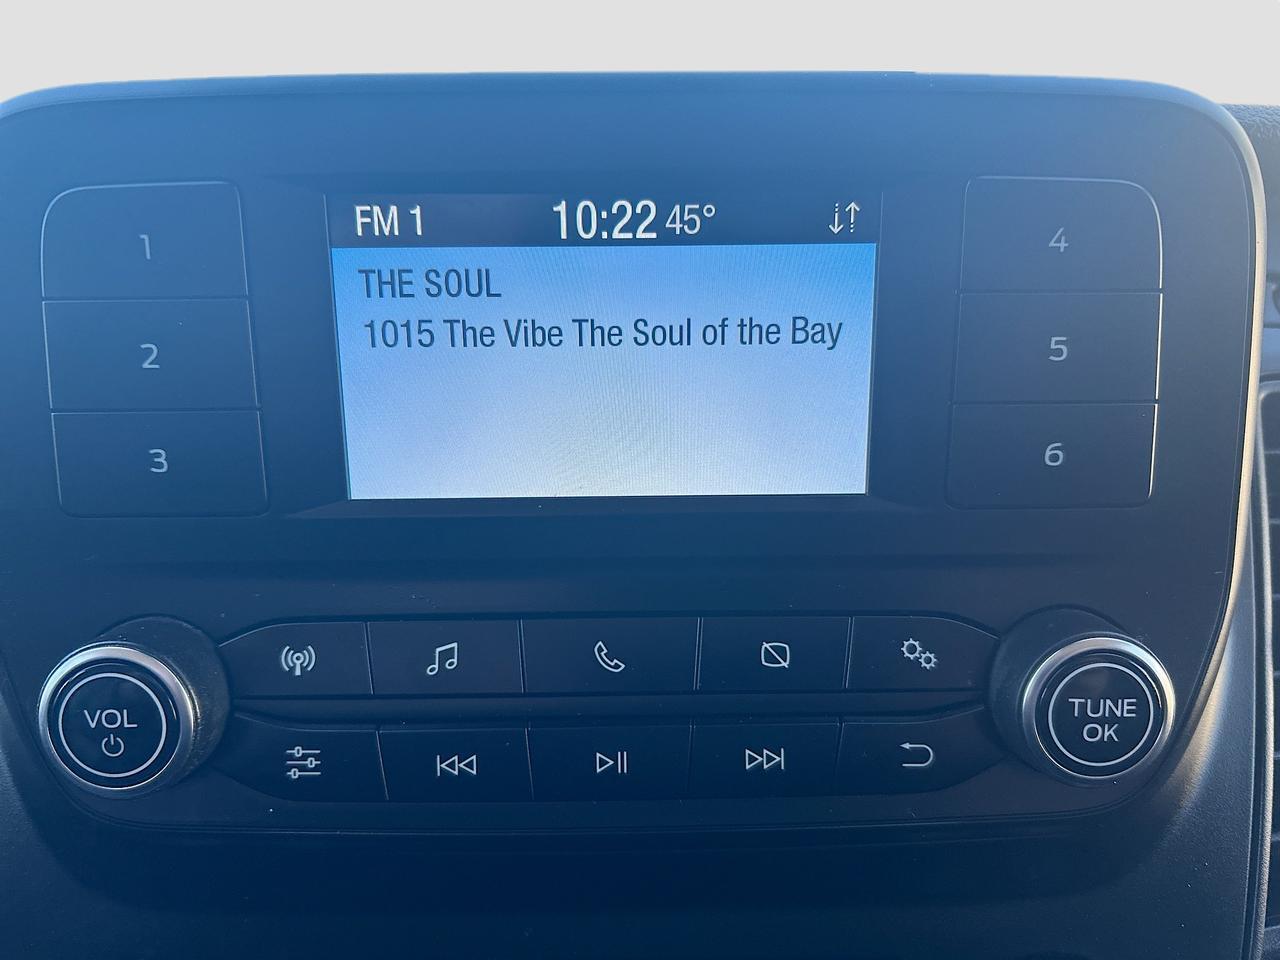 FM 1 10:22 45°
THE SOUL
1015 The Vibe The Soul of the Bay
1
2
3
4
5
6
VOL
TUNE
OK